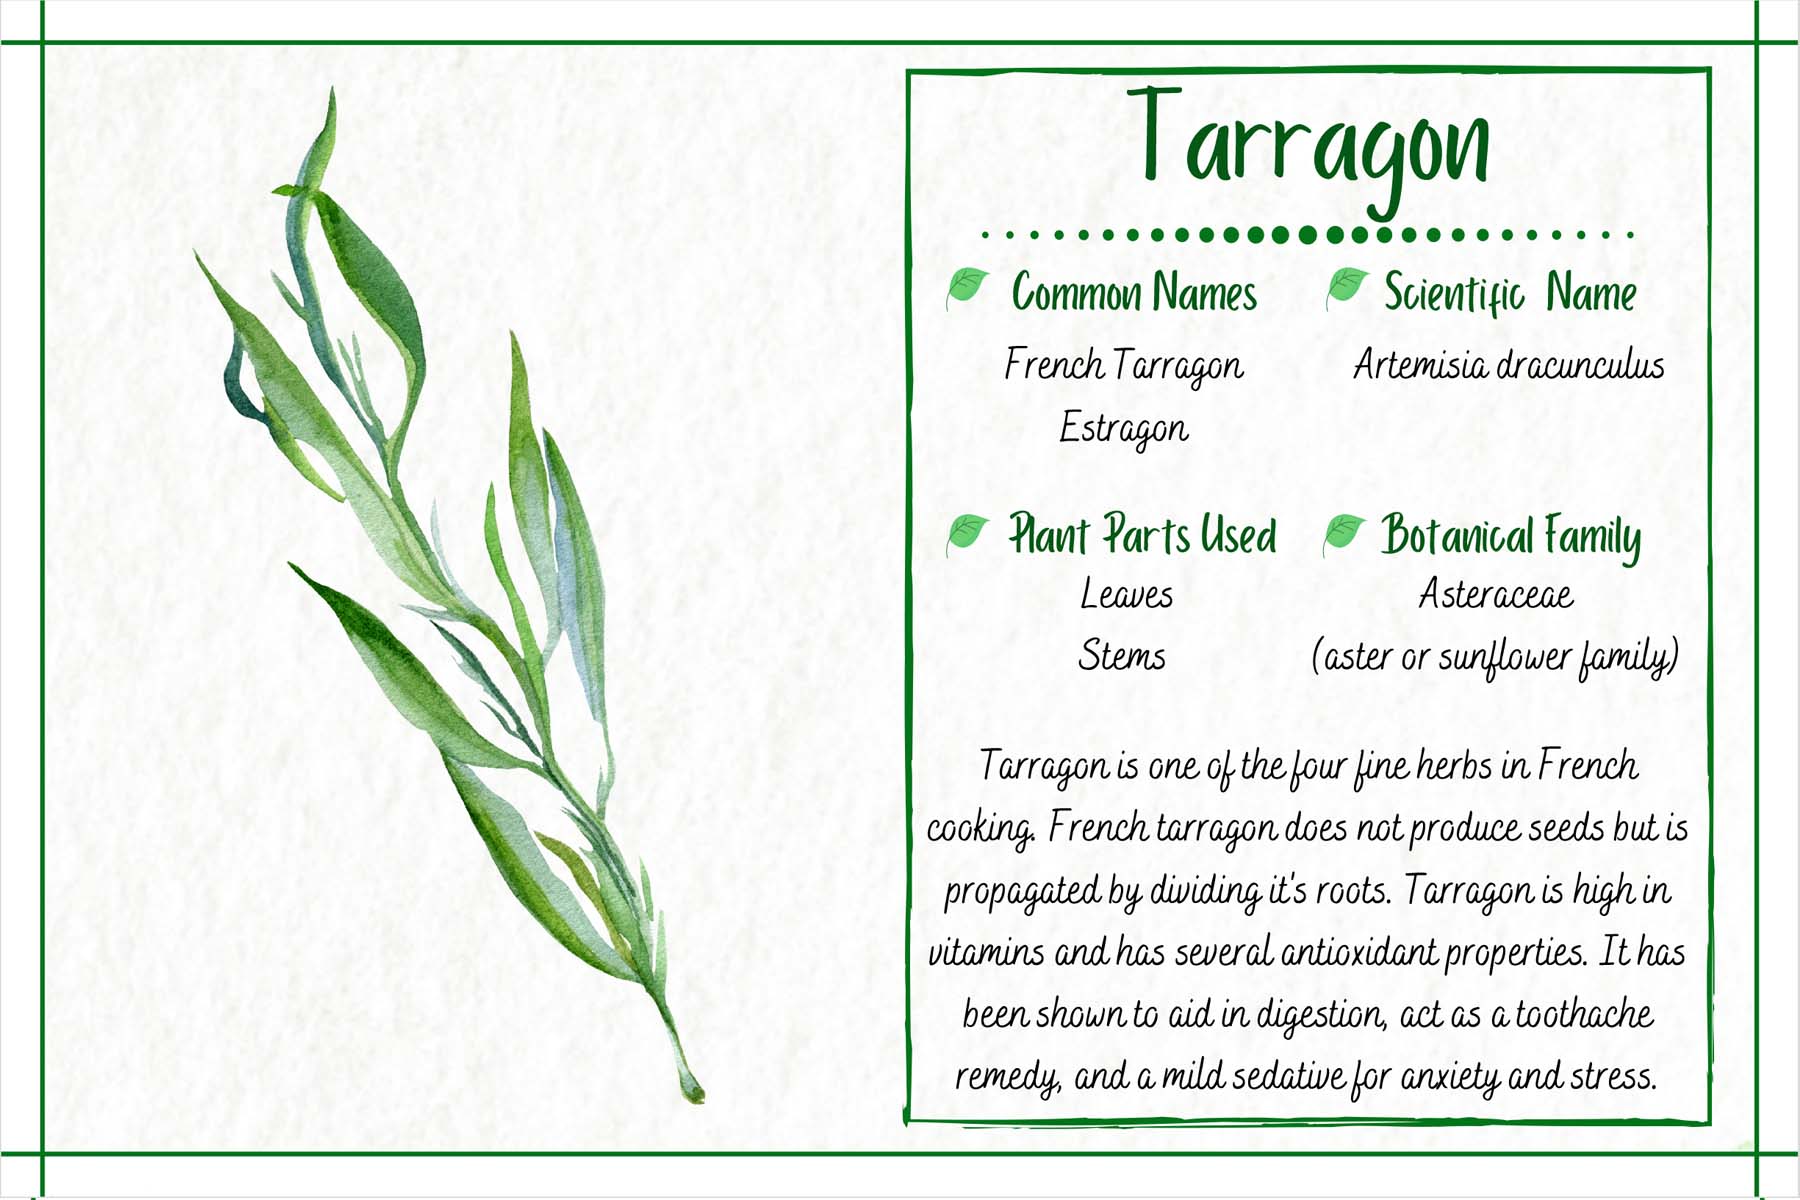 Tarragon
Common Names
French Tarragon
Estragon
Scientific Name
Artemisia dracunculus
Plant Parts Used
Leaves
Stems
Botanical Family
Asteraceae
(aster or sunflower family)
Tarragon is one of the four fine herbs in French
cooking. French tarragon does not produce seeds but is
propagated by dividing it's roots. Tarragon is high in
vitamins and has several antioxidant properties. It has
been shown to aid in digestion, act as a toothache
remedy, and a mild sedative for anxiety and stress.